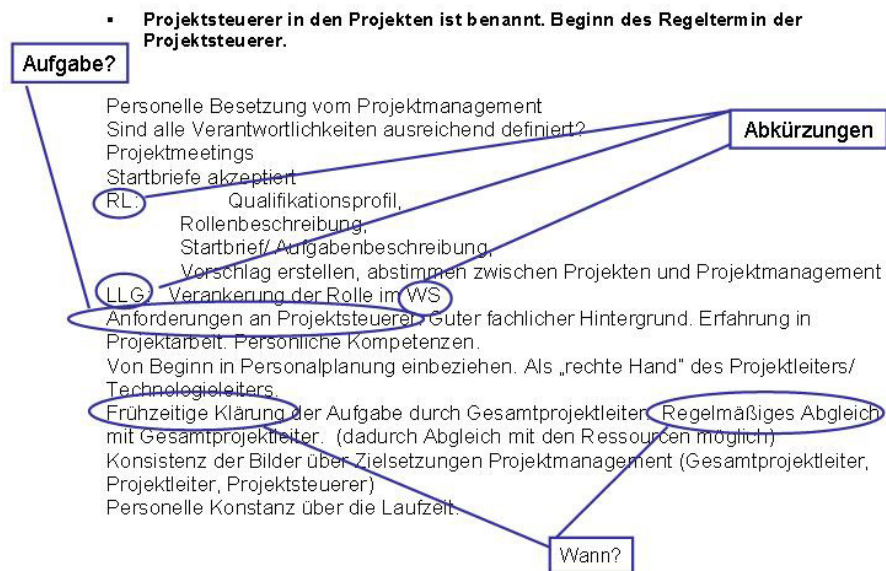 ▪ Projektsteuerer in den Projekten ist benannt. Beginn des Regeltermin der
Projektsteuerer.
Aufgabe?
Personelle Besetzung vom Projektmanagement
Sind alle Verantwortlichkeiten ausreichend definiert?
Abkürzungen
Projektmeetings
Startbriefe akzeptiert
RL: Qualifikationsprofil,
Rollenbeschreibung,
Startbrief/ Aufgabenbeschreibung,
Vorschlag erstellen, abstimmen zwischen Projekten und Projektmanagement
LLG: Verankerung der Rolle im WS
Anforderungen an Projektsteuerer: Guter fachlicher Hintergrund. Erfahrung in
Projektarbeit. Persönliche Kompetenzen.
Von Beginn in Personalplanung einbeziehen. Als „rechte Hand" des Projektleiters/
Technologieleiters.
Frühzeitige Klärung der Aufgabe durch Gesamtprojektleiter. Regelmäßiges Abgleich
mit Gesamtprojektleiter. (dadurch Abgleich mit den Ressourcen möglich)
Konsistenz der Bilder über Zielsetzungen Projektmanagement (Gesamtprojektleiter,
Projektleiter, Projektsteuerer)
Personelle Konstanz über die Laufzeit.
Wann?